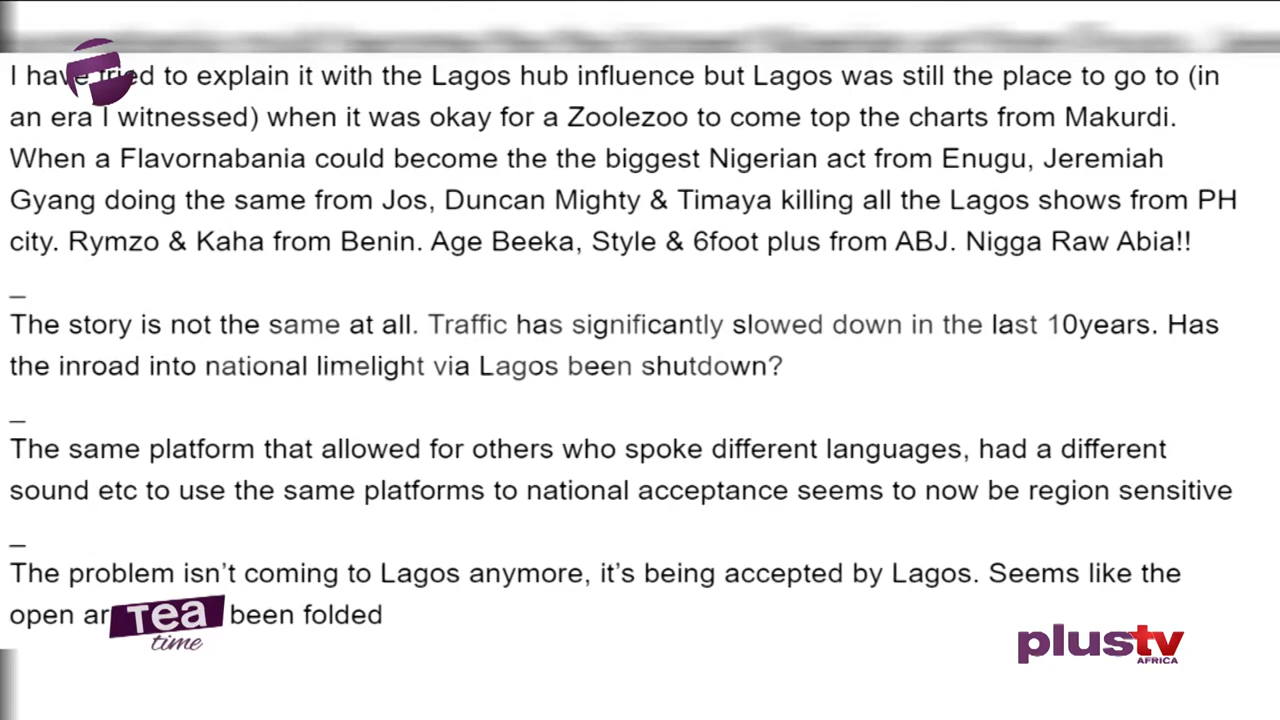 I have tried to explain it with the Lagos hub influence but Lagos was still the place to go to (in
an era I witnessed) when it was okay for a Zoolezoo to come top the charts from Makurdi.
When a Flavornabania could become the the biggest Nigerian act from Enugu, Jeremiah
Gyang doing the same from Jos, Duncan Mighty & Timaya killing all the Lagos shows from PH
city. Rymzo & Kaha from Benin. Age Beeka, Style & 6foot plus from ABJ. Nigga Raw Abia!!
_
The story is not the same at all. Traffic has significantly slowed down in the last 10years. Has
the inroad into national limelight via Lagos been shutdown?
_
The same platform that allowed for others who spoke different languages, had a different
sound etc to use the same platforms to national acceptance seems to now be region sensitive
_
The problem isn’t coming to Lagos anymore, it’s being accepted by Lagos. Seems like the
open ar been folded
Tea
time
plustv
AFRICA